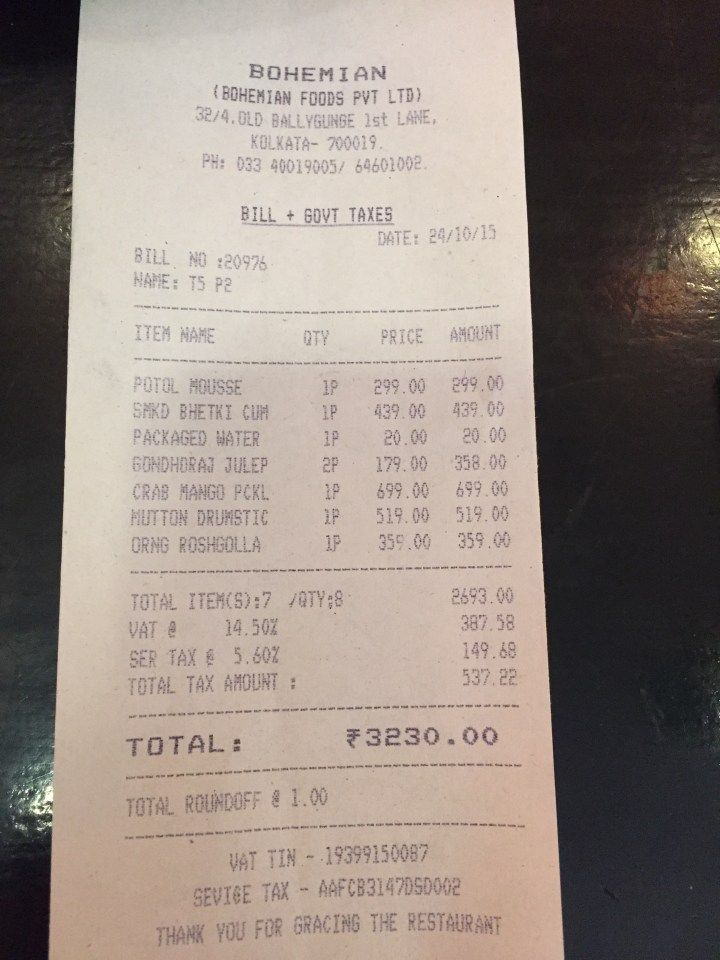 BOHEMIAN
(BOHEMIAN FOODS PVT LTD)
32/4,OLD BALLYGUNGE 1st LANE,
KOLKATA- 700019.
PH: 033 40019005/ 64601002.
BILL + GOVT TAXES
DATE: 24/10/15
BILL NO :20976
NAME: T5 P2
ITEM NAME QTY PRICE AMOUNT
POTOL MOUSSE 1P 299.00 299.00
SMKD BHETKI CUM 1P 439.00 439.00
PACKAGED WATER 1P 20.00 20.00
GONDHORAJ JULEP 2P 179.00 358.00
CRAB MANGO PCKL 1P 699.00 699.00
MUTTON DRUMSTIC 1P 519.00 519.00
ORNG ROSHGOLLA 1P 359.00 359.00
TOTAL ITEM(S):7 /QTY:8 2693.00
VAT @ 14.50% 387.58
SER TAX @ 5.60% 149.68
TOTAL TAX AMOUNT : 537.22
TOTAL: ₹3230.00
TOTAL ROUNDOFF @ 1.00
VAT TIN - 19399150087
SEVICE TAX - AAFCB3147DSD002
THANK YOU FOR GRACING THE RESTAURANT